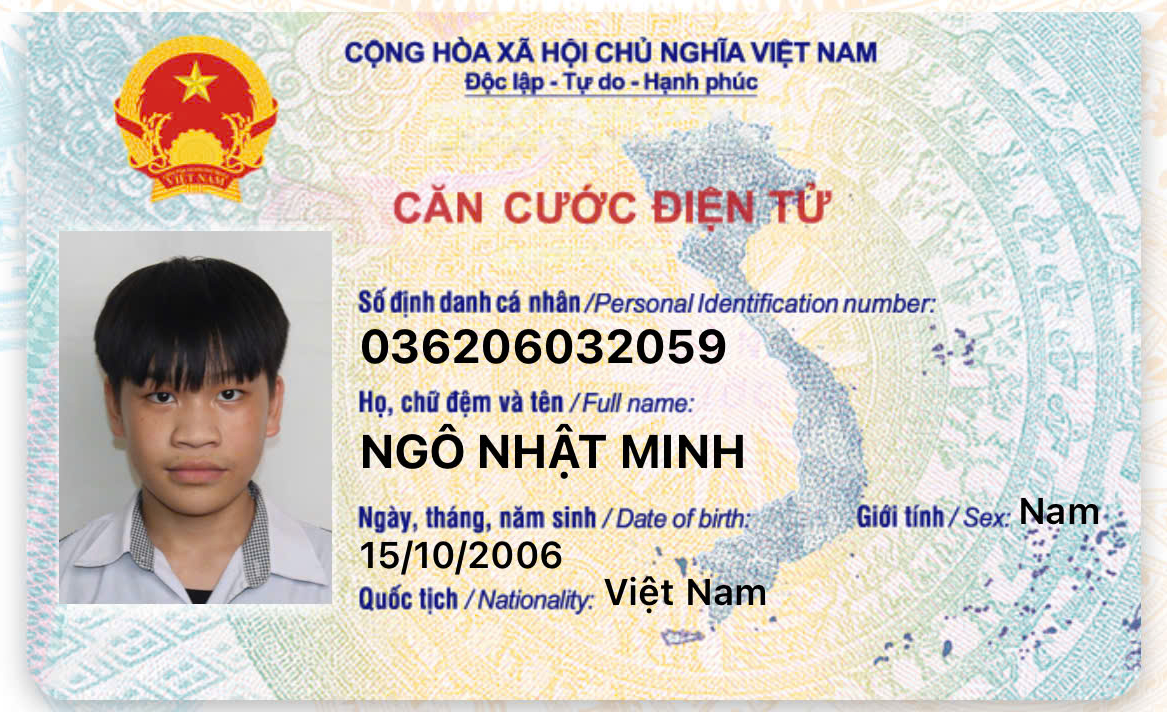 CỘNG HÒA XÃ HỘI CHỦ NGHĨA VIỆT NAM
Độc lập - Tự do - Hạnh phúc
VIỆT NAM
CĂN CƯỚC ĐIỆN TỬ
Số định danh cá nhân /Personal Identification number:
036206032059
Họ, chữ đệm và tên /Full name:
NGÔ NHẬT MINH
Ngày, tháng, năm sinh / Date of birth: Giới tính / Sex: Nam
15/10/2006
Quốc tịch / Nationality: Việt Nam